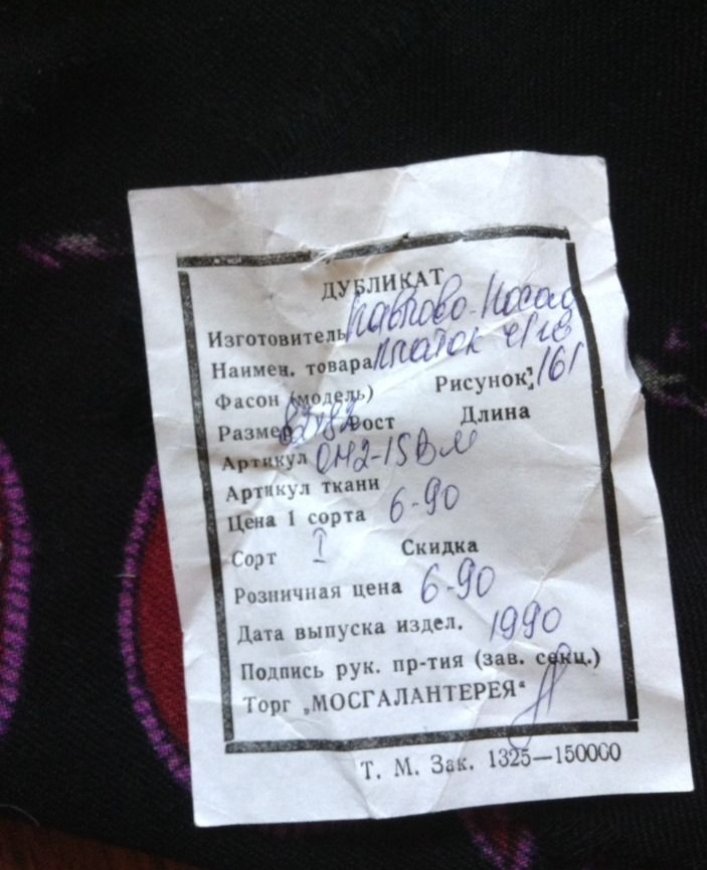 ДУБЛИКАТ
Изготовитель Павлово-Посад
Наимен. товара платок
Фасон (модель) Рисунок 161
Размер 82х82 Рост Длина
Артикул
Артикул ткани
Цена 1 сорта 6-90
Сорт I Скидка
Розничная цена 6-90
Дата выпуска издел. 1990
Подпись рук. пр-тия (зав. секц.)
Торг „МОСГАЛАНТЕРЕЯ“
Т. М. Зак. 1325—150000